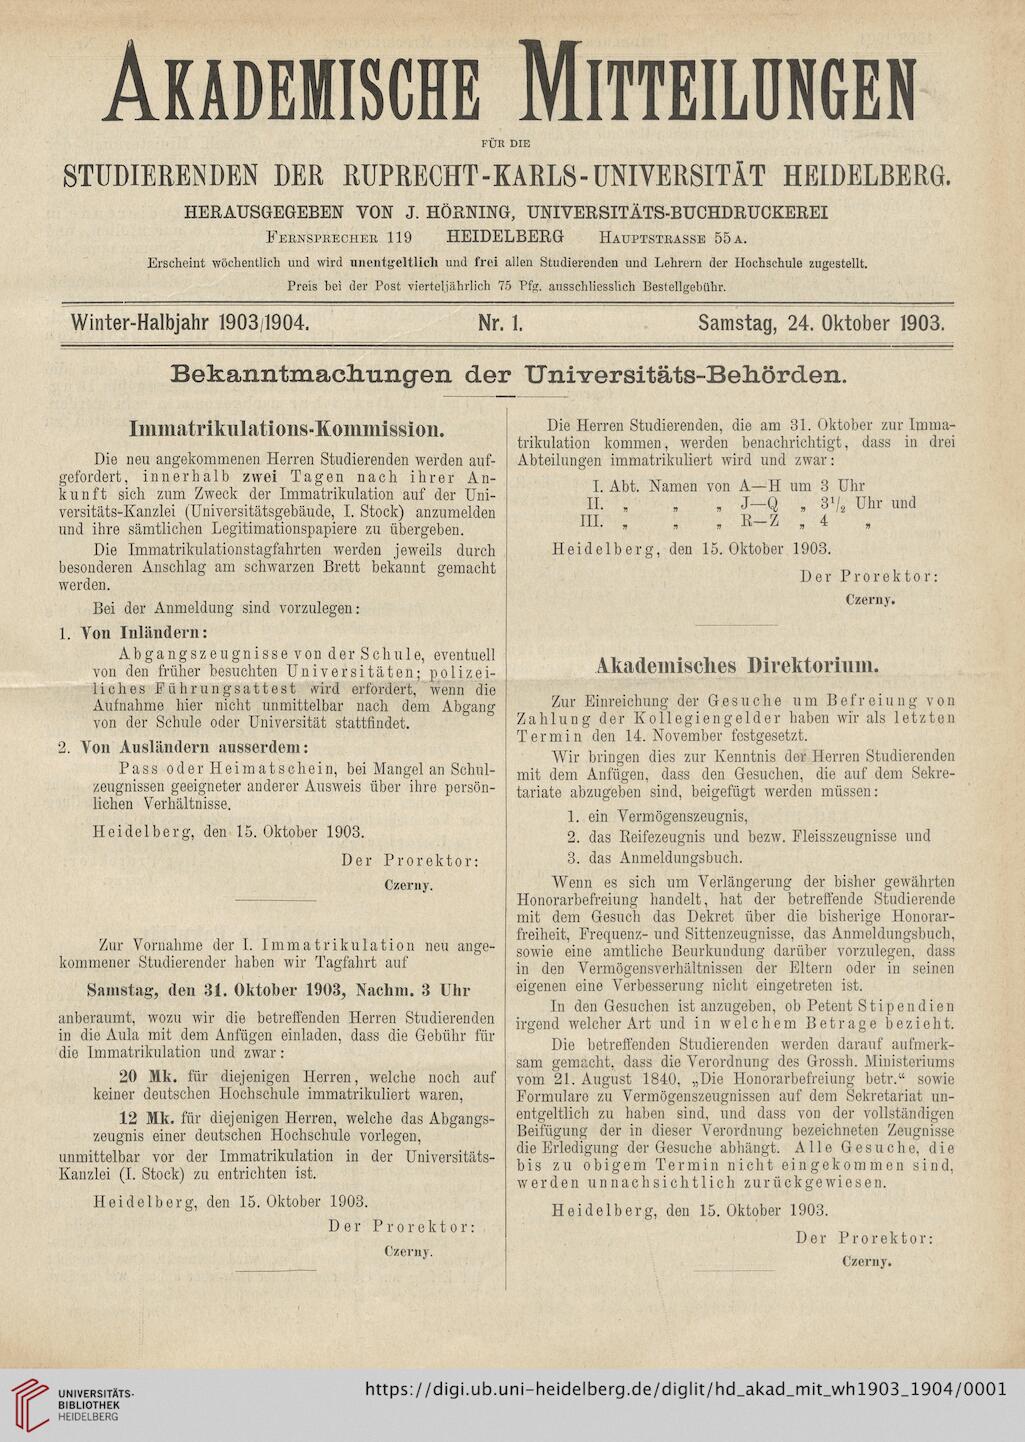 AKADEMISCHE MITTEILUNGEN
FÜR DIE
STUDIERENDEN DER RUPRECHT-KARLS-UNIVERSITÄT HEIDELBERG.
HERAUSGEGEBEN VON J. HÖRNING, UNIVERSITÄTS-BUCHDRUCKEREI
FERNSPRECHER 119 HEIDELBERG HAUPTSTRASSE 55 A.
Erscheint wöchentlich und wird unentgeltlich und frei allen Studierenden und Lehrern der Hochschule zugestellt.
Preis bei der Post vierteljährlich 75 Pfg. ausschliesslich Bestellgebühr.
Winter-Halbjahr 1903/1904. Nr. 1. Samstag, 24. Oktober 1903.
Bekanntmachungen der Universitäts-Behörden.
Immatrikulations-Kommission.
Die neu angekommenen Herren Studierenden werden auf-
gefordert, innerhalb zwei Tagen nach ihrer An-
kunft sich zum Zweck der Immatrikulation auf der Uni-
versitäts-Kanzlei (Universitätsgebäude, I. Stock) anzumelden
und ihre sämtlichen Legitimationspapiere zu übergeben.
Die Immatrikulationstagfahrten werden jeweils durch
besonderen Anschlag am schwarzen Brett bekannt gemacht
werden.
Bei der Anmeldung sind vorzulegen:
1. Von Inländern:
Abgangszeugnisse von der Schule, eventuell
von den früher besuchten Universitäten; polizei-
liches Führungsattest wird erfordert, wenn die
Aufnahme hier nicht unmittelbar nach dem Abgang
von der Schule oder Universität stattfindet.
2. Von Ausländern ausserdem:
Pass oder Heimatschein, bei Mangel an Schul-
zeugnissen geeigneter anderer Ausweis über ihre persön-
lichen Verhältnisse.
Heidelberg, den 15. Oktober 1903.
Der Prorektor:
Czerny.
Zur Vornahme der I. Immatrikulation neu ange-
kommener Studierender haben wir Tagfahrt auf
Samstag, den 31. Oktober 1903, Nachm. 3 Uhr
anberaumt, wozu wir die betreffenden Herren Studierenden
in die Aula mit dem Anfügen einladen, dass die Gebühr für
die Immatrikulation und zwar:
20 Mk. für diejenigen Herren, welche noch auf
keiner deutschen Hochschule immatrikuliert waren,
12 Mk. für diejenigen Herren, welche das Abgangs-
zeugnis einer deutschen Hochschule vorlegen,
unmittelbar vor der Immatrikulation in der Universitäts-
Kanzlei (I. Stock) zu entrichten ist.
Heidelberg, den 15. Oktober 1903.
Der Prorektor:
Czerny.
Die Herren Studierenden, die am 31. Oktober zur Imma-
trikulation kommen, werden benachrichtigt, dass in drei
Abteilungen immatrikuliert wird und zwar:
I. Abt. Namen von A—H um 3 Uhr
II. „ „ „ J—Q „ 3½ Uhr und
III. „ „ „ R—Z „ 4 „
Heidelberg, den 15. Oktober 1903.
Der Prorektor:
Czerny.
Akademisches Direktorium.
Zur Einreichung der Gesuche um Befreiung von
Zahlung der Kollegiengelder haben wir als letzten
Termin den 14. November festgesetzt.
Wir bringen dies zur Kenntnis der Herren Studierenden
mit dem Anfügen, dass den Gesuchen, die auf dem Sekre-
tariate abzugeben sind, beigefügt werden müssen:
1. ein Vermögenszeugnis,
2. das Reifezeugnis und bezw. Fleisszeugnisse und
3. das Anmeldungsbuch.
Wenn es sich um Verlängerung der bisher gewährten
Honorarbefreiung handelt, hat der betreffende Studierende
mit dem Gesuch das Dekret über die bisherige Honorar-
freiheit, Frequenz- und Sittenzeugnisse, das Anmeldungsbuch,
sowie eine amtliche Beurkundung darüber vorzulegen, dass
in den Vermögensverhältnissen der Eltern oder in seinen
eigenen eine Verbesserung nicht eingetreten ist.
In den Gesuchen ist anzugeben, ob Petent Stipendien
irgend welcher Art und in welchem Betrage bezieht.
Die betreffenden Studierenden werden darauf aufmerk-
sam gemacht, dass die Verordnung des Grossh. Ministeriums
vom 21. August 1840, „Die Honorarbefreiung betr.“ sowie
Formulare zu Vermögenszeugnissen auf dem Sekretariat un-
entgeltlich zu haben sind, und dass von der vollständigen
Beifügung der in dieser Verordnung bezeichneten Zeugnisse
die Erledigung der Gesuche abhängt. Alle Gesuche, die
bis zu obigem Termin nicht eingekommen sind,
werden unnachsichtlich zurückgewiesen.
Heidelberg, den 15. Oktober 1903.
Der Prorektor:
Czerny.
UNIVERSITÄTS-
BIBLIOTHEK
HEIDELBERG
https://digi.ub.uni-heidelberg.de/diglit/hd_akad_mit_wh1903_1904/0001